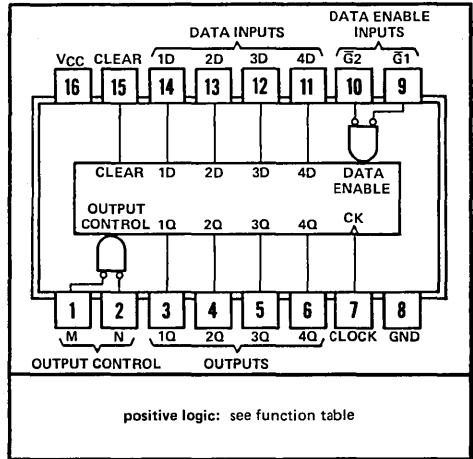 DATA ENABLE
DATA INPUTS INPUTS
VCC CLEAR 1D 2D 3D 4D G̅2 G̅1
16 15 14 13 12 11 10 9
CLEAR 1D 2D 3D 4D DATA
ENABLE
OUTPUT
CONTROL 1Q 2Q 3Q 4Q CK
1 2 3 4 5 6 7 8
M N 1Q 2Q 3Q 4Q CLOCK GND
OUTPUT CONTROL OUTPUTS
positive logic: see function table